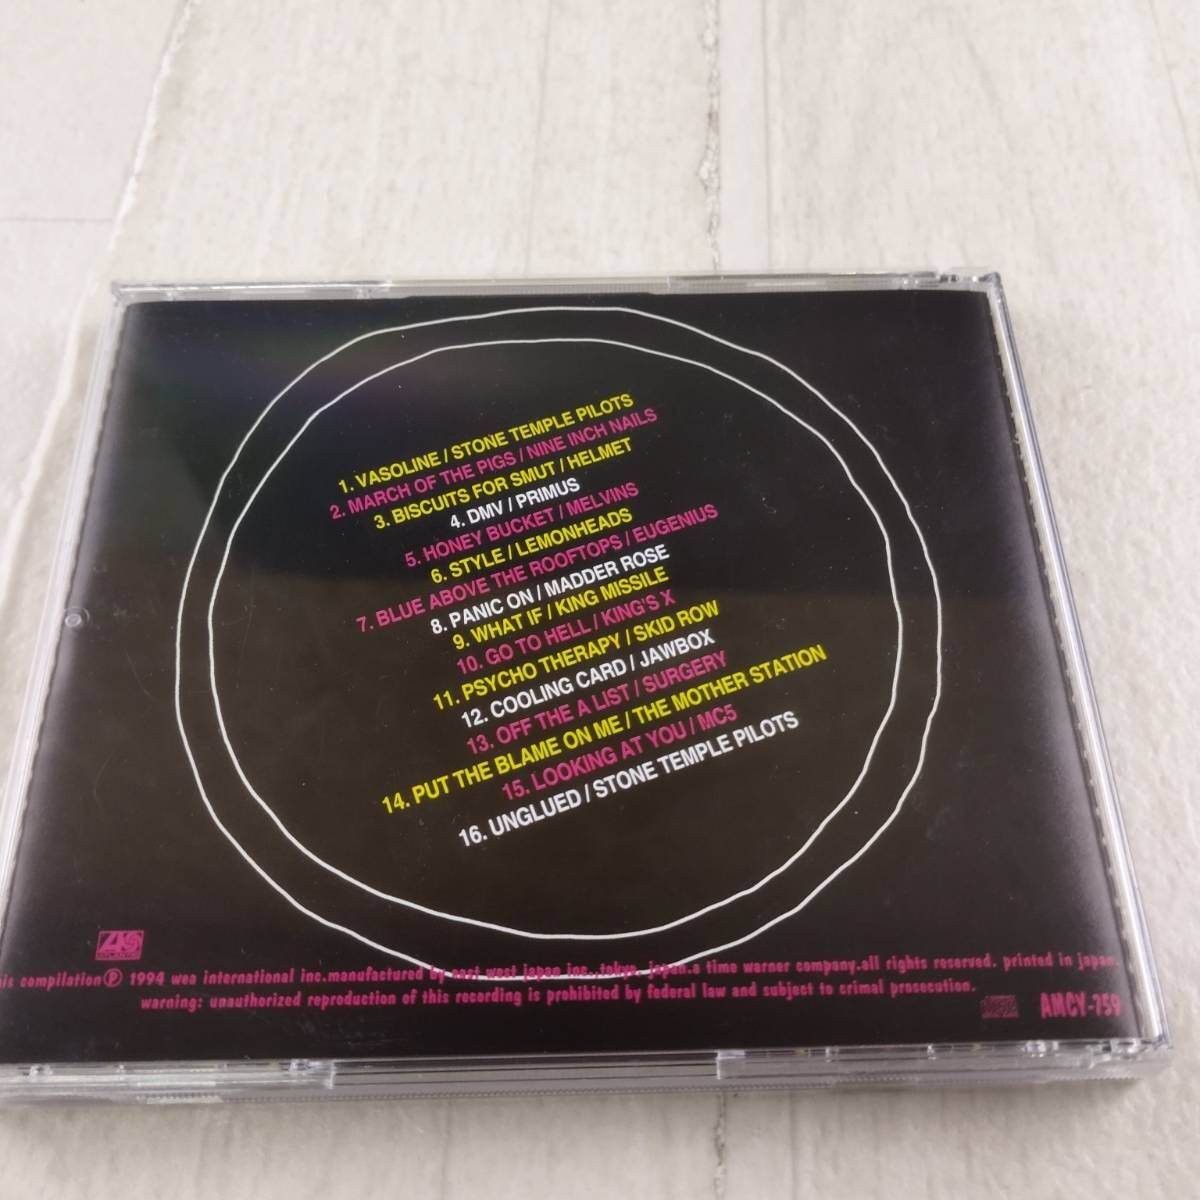 1. VASOLINE / STONE TEMPLE PILOTS
2. MARCH OF THE PIGS / NINE INCH NAILS
3. BISCUITS FOR SMUT / HELMET
4. DMV / PRIMUS
5. HONEY BUCKET / MELVINS
6. STYLE / LEMONHEADS
7. BLUE ABOVE THE ROOFTOPS / EUGENIUS
8. PANIC ON / MADDER ROSE
9. WHAT IF / KING MISSILE
10. GO TO HELL / KING'S X
11. PSYCHO THERAPY / SKID ROW
12. COOLING CARD / JAWBOX
13. OFF THE A LIST / SURGERY
14. PUT THE BLAME ON ME / THE MOTHER STATION
15. LOOKING AT YOU / MC5
16. UNGLUED / STONE TEMPLE PILOTS
ATLANTIC
his compilation ℗ 1994 wea international inc.manufactured by east west japan inc.,tokyo, japan.a time warner company.all rights reserved. printed in japan.
warning: unauthorized reproduction of this recording is prohibited by federal law and subject to crimal prosecution.
AMCY-759